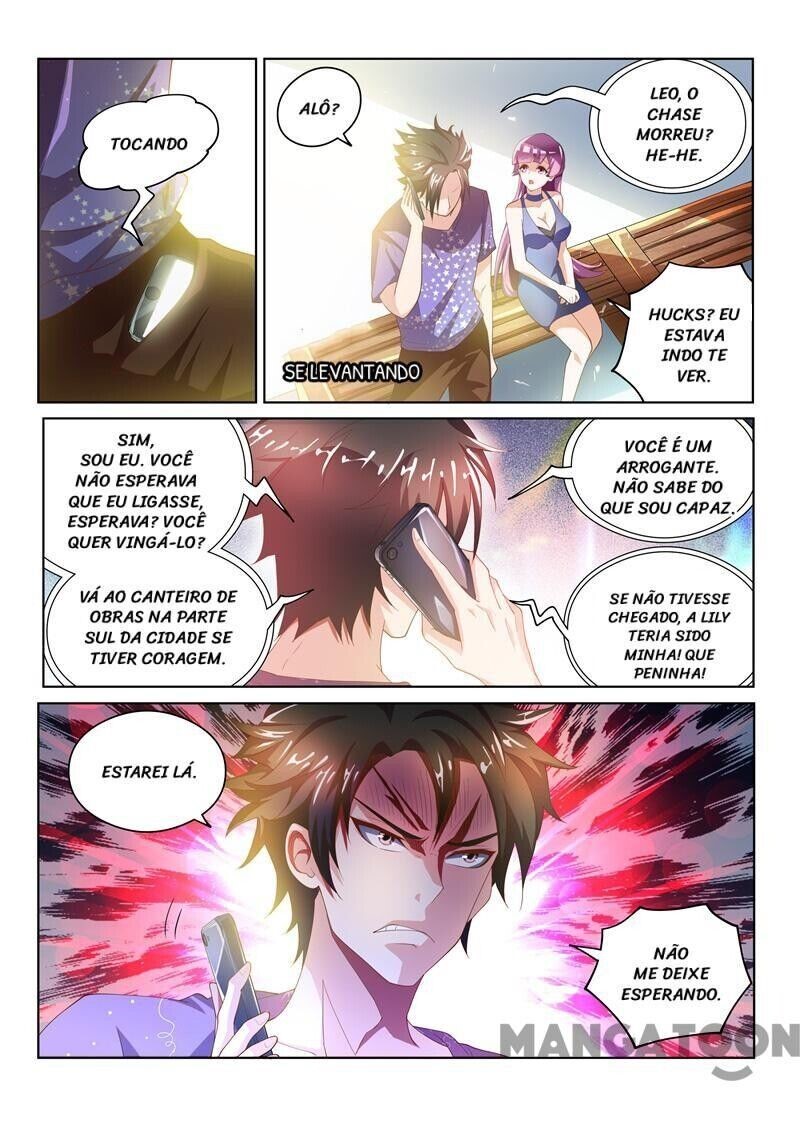 TOCANDO
ALÔ?
LEO, O
CHASE
MORREU?
HE-HE.
HUCKS? EU
ESTAVA
INDO TE
VER.
SE LEVANTANDO
SIM,
SOU EU. VOCÊ
NÃO ESPERAVA
QUE EU LIGASSE,
ESPERAVA? VOCÊ
QUER VINGÁ-LO?
VÁ AO CANTEIRO DE
OBRAS NA PARTE
SUL DA CIDADE SE
TIVER CORAGEM.
VOCÊ É UM
ARROGANTE.
NÃO SABE DO
QUE SOU CAPAZ.
SE NÃO TIVESSE
CHEGADO, A LILY
TERIA SIDO
MINHA! QUE
PENINHA!
ESTAREI LÁ.
NÃO
ME DEIXE
ESPERANDO.
MANGATOON